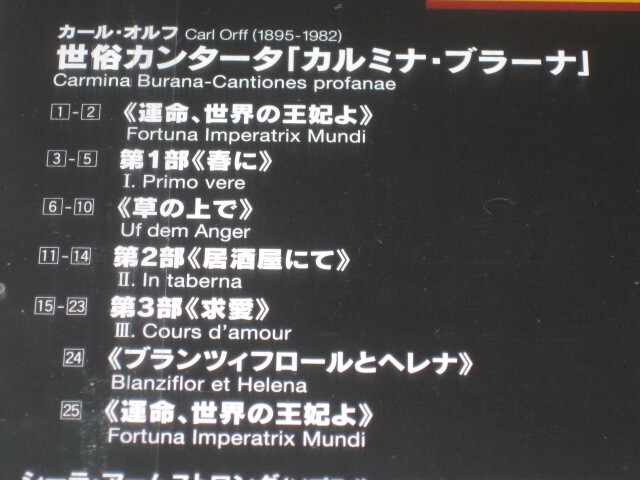 カール・オルフ Carl Orff (1895-1982)
世俗カンタータ「カルミナ・ブラーナ」
Carmina Burana-Cantiones profanae
1-2 《運命、世界の王妃よ》
Fortuna Imperatrix Mundi
3-5 第1部《春に》
I. Primo vere
6-10 《草の上で》
Uf dem Anger
11-14 第2部《居酒屋にて》
II. In taberna
15-23 第3部《求愛》
III. Cours d'amour
24 《ブランツィフロールとヘレナ》
Blanziflor et Helena
25 《運命、世界の王妃よ》
Fortuna Imperatrix Mundi